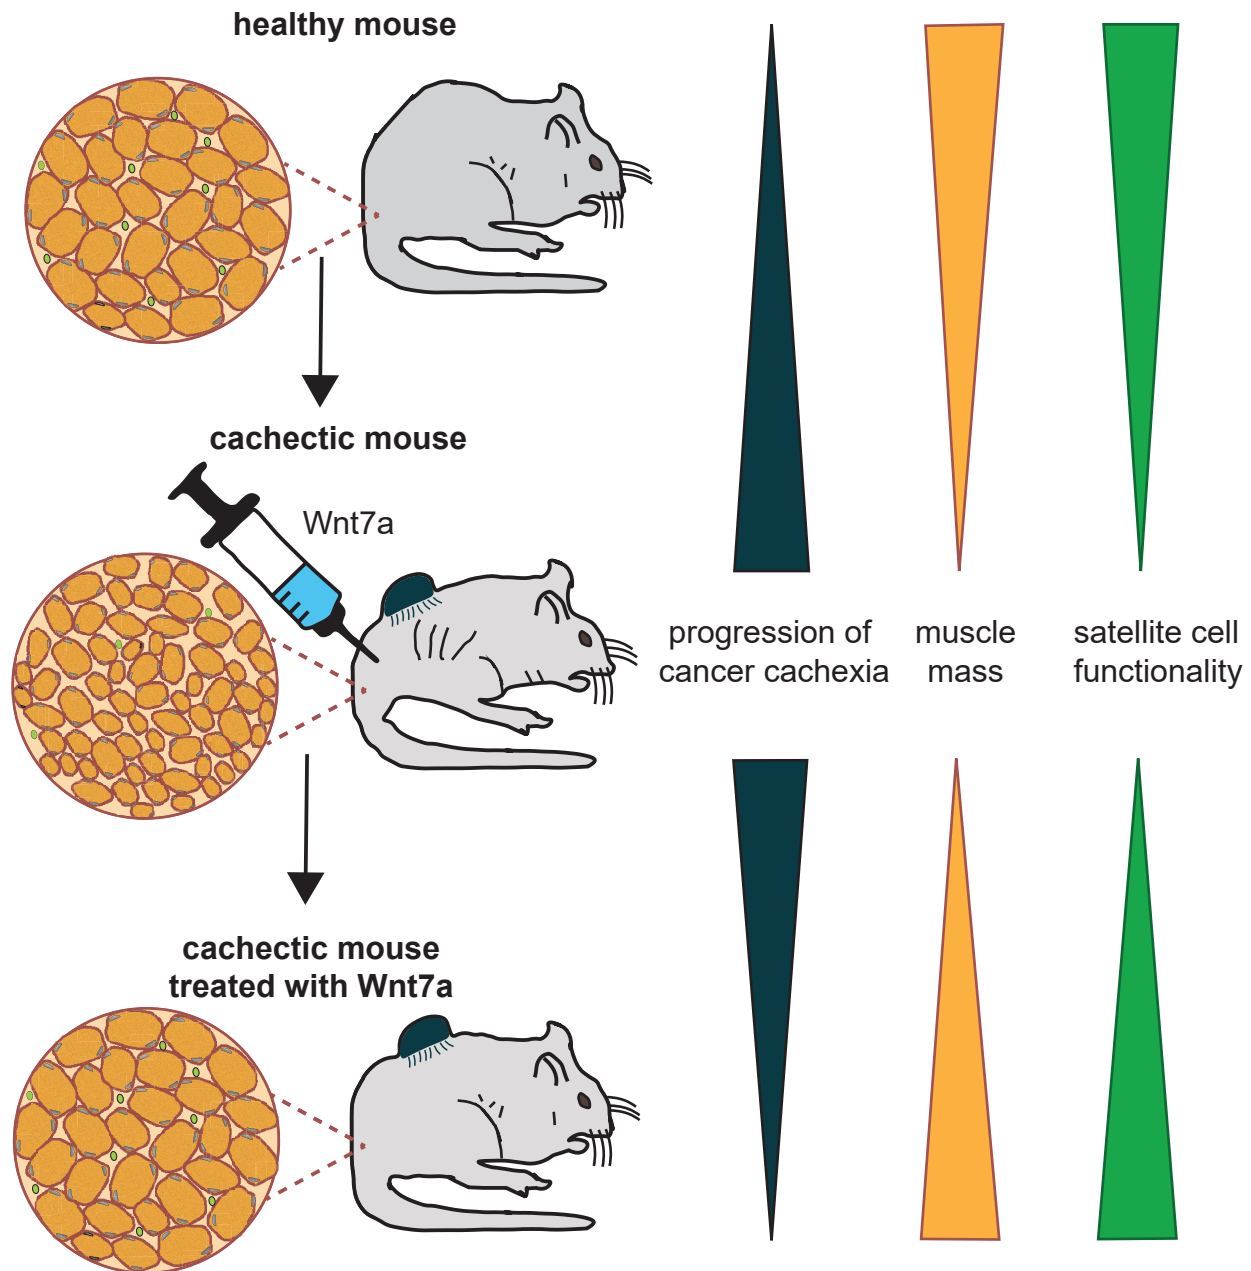 healthy mouse
cachectic mouse
Wnt7a
progression of
cancer cachexia
muscle
mass
satellite cell
functionality
cachectic mouse
treated with Wnt7a